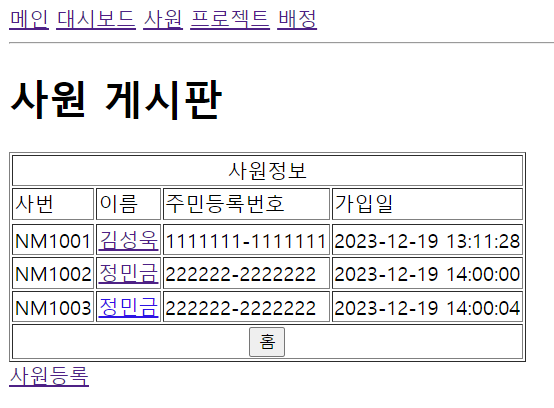 메인 대시보드 사원 프로젝트 배정
사원 게시판
사원정보
사번 이름 주민등록번호 가입일
NM1001 김성욱 1111111-1111111 2023-12-19 13:11:28
NM1002 정민금 222222-2222222 2023-12-19 14:00:00
NM1003 정민금 222222-2222222 2023-12-19 14:00:04
홈
사원등록